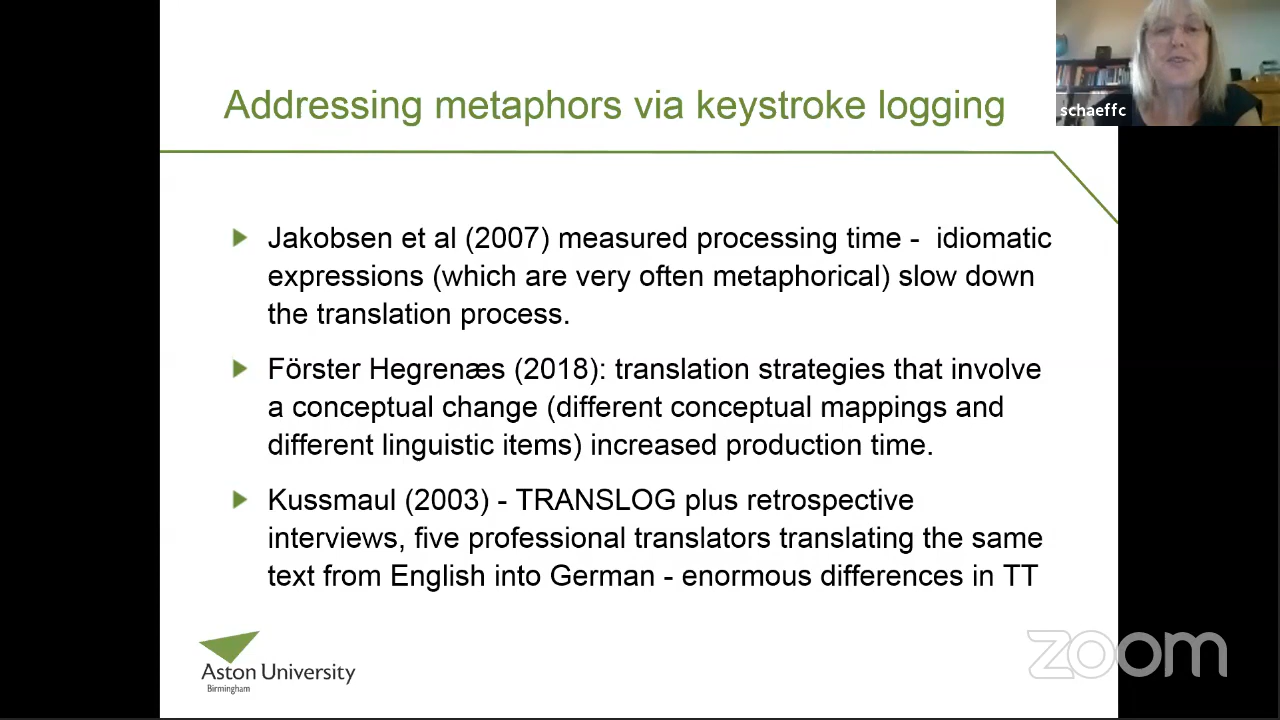 Addressing metaphors via keystroke logging
schaeffc
Jakobsen et al (2007) measured processing time - idiomatic
expressions (which are very often metaphorical) slow down
the translation process.
Förster Hegrenæs (2018): translation strategies that involve
a conceptual change (different conceptual mappings and
different linguistic items) increased production time.
Kussmaul (2003) - TRANSLOG plus retrospective
interviews, five professional translators translating the same
text from English into German - enormous differences in TT
Aston University
Birmingham
zoom